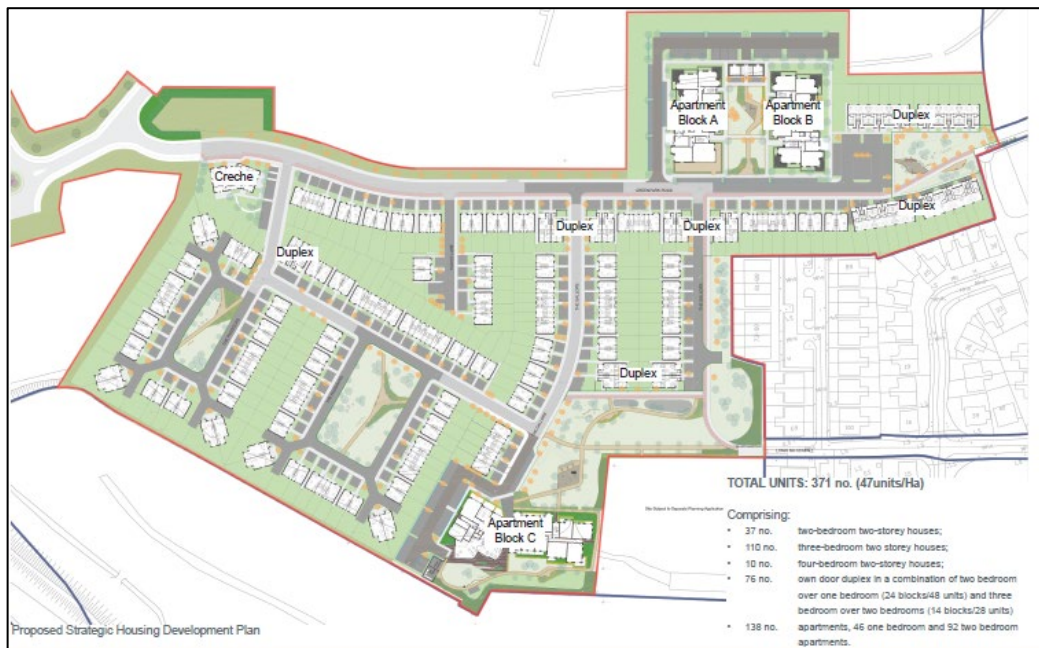 Apartment
Block A
Apartment
Block B
Duplex
Creche
Duplex
Duplex
Duplex
Duplex
Duplex
Apartment
Block C
TOTAL UNITS: 371 no. (47units/Ha)
Comprising:
• 37 no. two-bedroom two-storey houses;
• 110 no. three-bedroom two storey houses;
• 10 no. four-bedroom two-storey houses;
• 76 no. own door duplex in a combination of two bedroom
over one bedroom (24 blocks/48 units) and three
bedroom over two bedrooms (14 blocks/28 units)
• 138 no. apartments, 46 one bedroom and 92 two bedroom
apartments.
Proposed Strategic Housing Development Plan